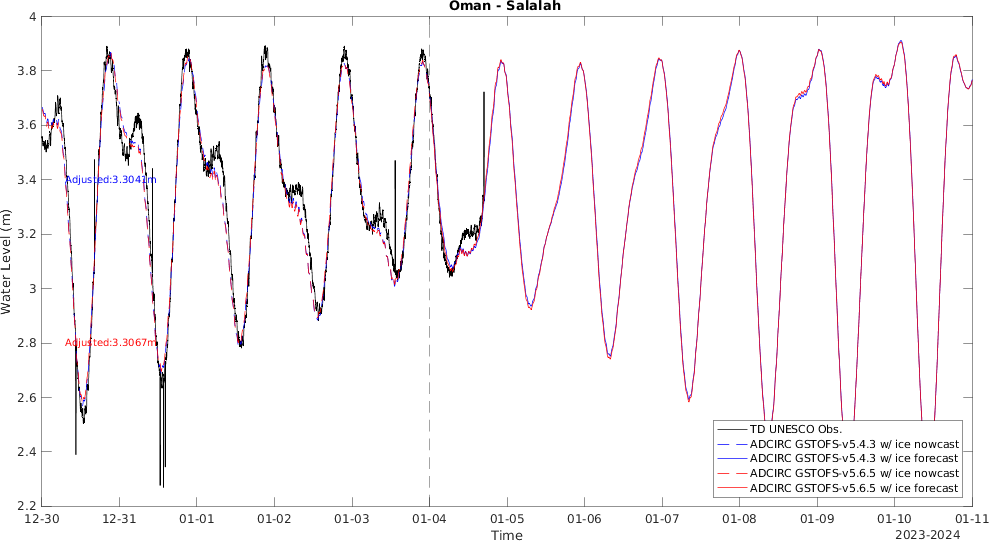 Oman - Salalah
4
3.8
3.6
3.4
3.2
3
2.8
2.6
2.4
2.2
Water Level (m)
Adjusted:3.3041m
Adjusted:3.3067m
TD UNESCO Obs.
ADCIRC GSTOFS-v5.4.3 w/ ice nowcast
ADCIRC GSTOFS-v5.4.3 w/ ice forecast
ADCIRC GSTOFS-v5.6.5 w/ ice nowcast
ADCIRC GSTOFS-v5.6.5 w/ ice forecast
12-30 12-31 01-01 01-02 01-03 01-04 01-05 01-06 01-07 01-08 01-09 01-10 01-11
Time
2023-2024